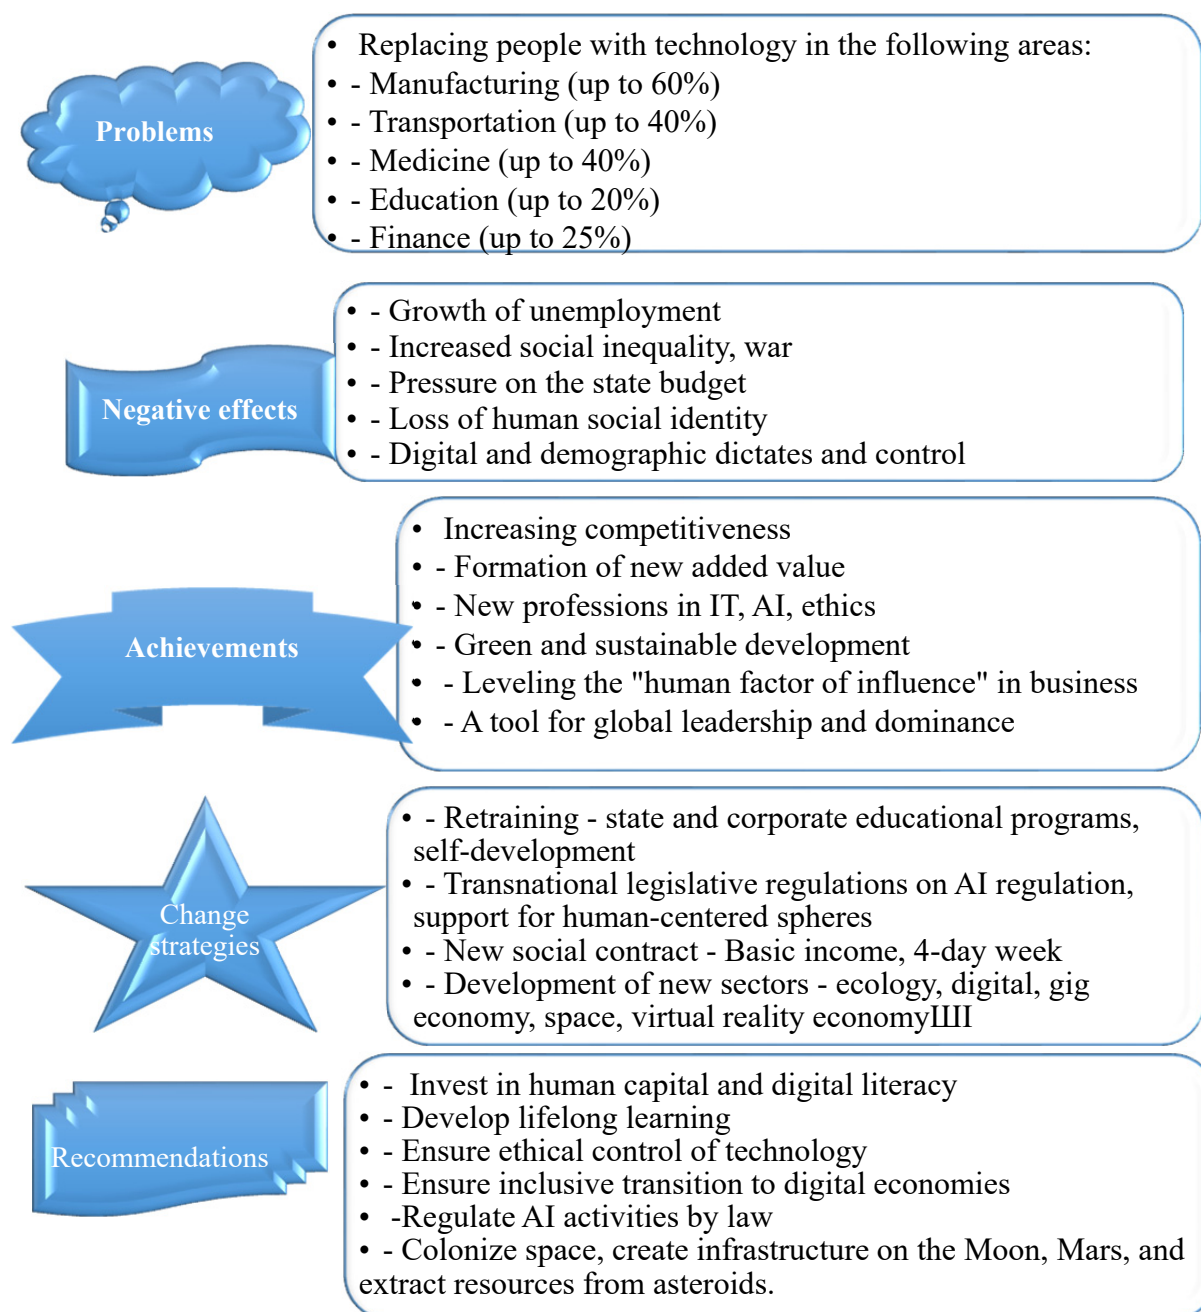 Problems
• Replacing people with technology in the following areas:
• - Manufacturing (up to 60%)
• - Transportation (up to 40%)
• - Medicine (up to 40%)
• - Education (up to 20%)
• - Finance (up to 25%)
Negative effects
• - Growth of unemployment
• - Increased social inequality, war
• - Pressure on the state budget
• - Loss of human social identity
• - Digital and demographic dictates and control
Achievements
• Increasing competitiveness
• - Formation of new added value
• - New professions in IT, AI, ethics
• - Green and sustainable development
• - Leveling the "human factor of influence" in business
• - A tool for global leadership and dominance
Change
strategies
• - Retraining - state and corporate educational programs,
self-development
• - Transnational legislative regulations on AI regulation,
support for human-centered spheres
• - New social contract - Basic income, 4-day week
• - Development of new sectors - ecology, digital, gig
economy, space, virtual reality economyШІ
Recommendations
• - Invest in human capital and digital literacy
• - Develop lifelong learning
• - Ensure ethical control of technology
• - Ensure inclusive transition to digital economies
• -Regulate AI activities by law
• - Colonize space, create infrastructure on the Moon, Mars, and
extract resources from asteroids.